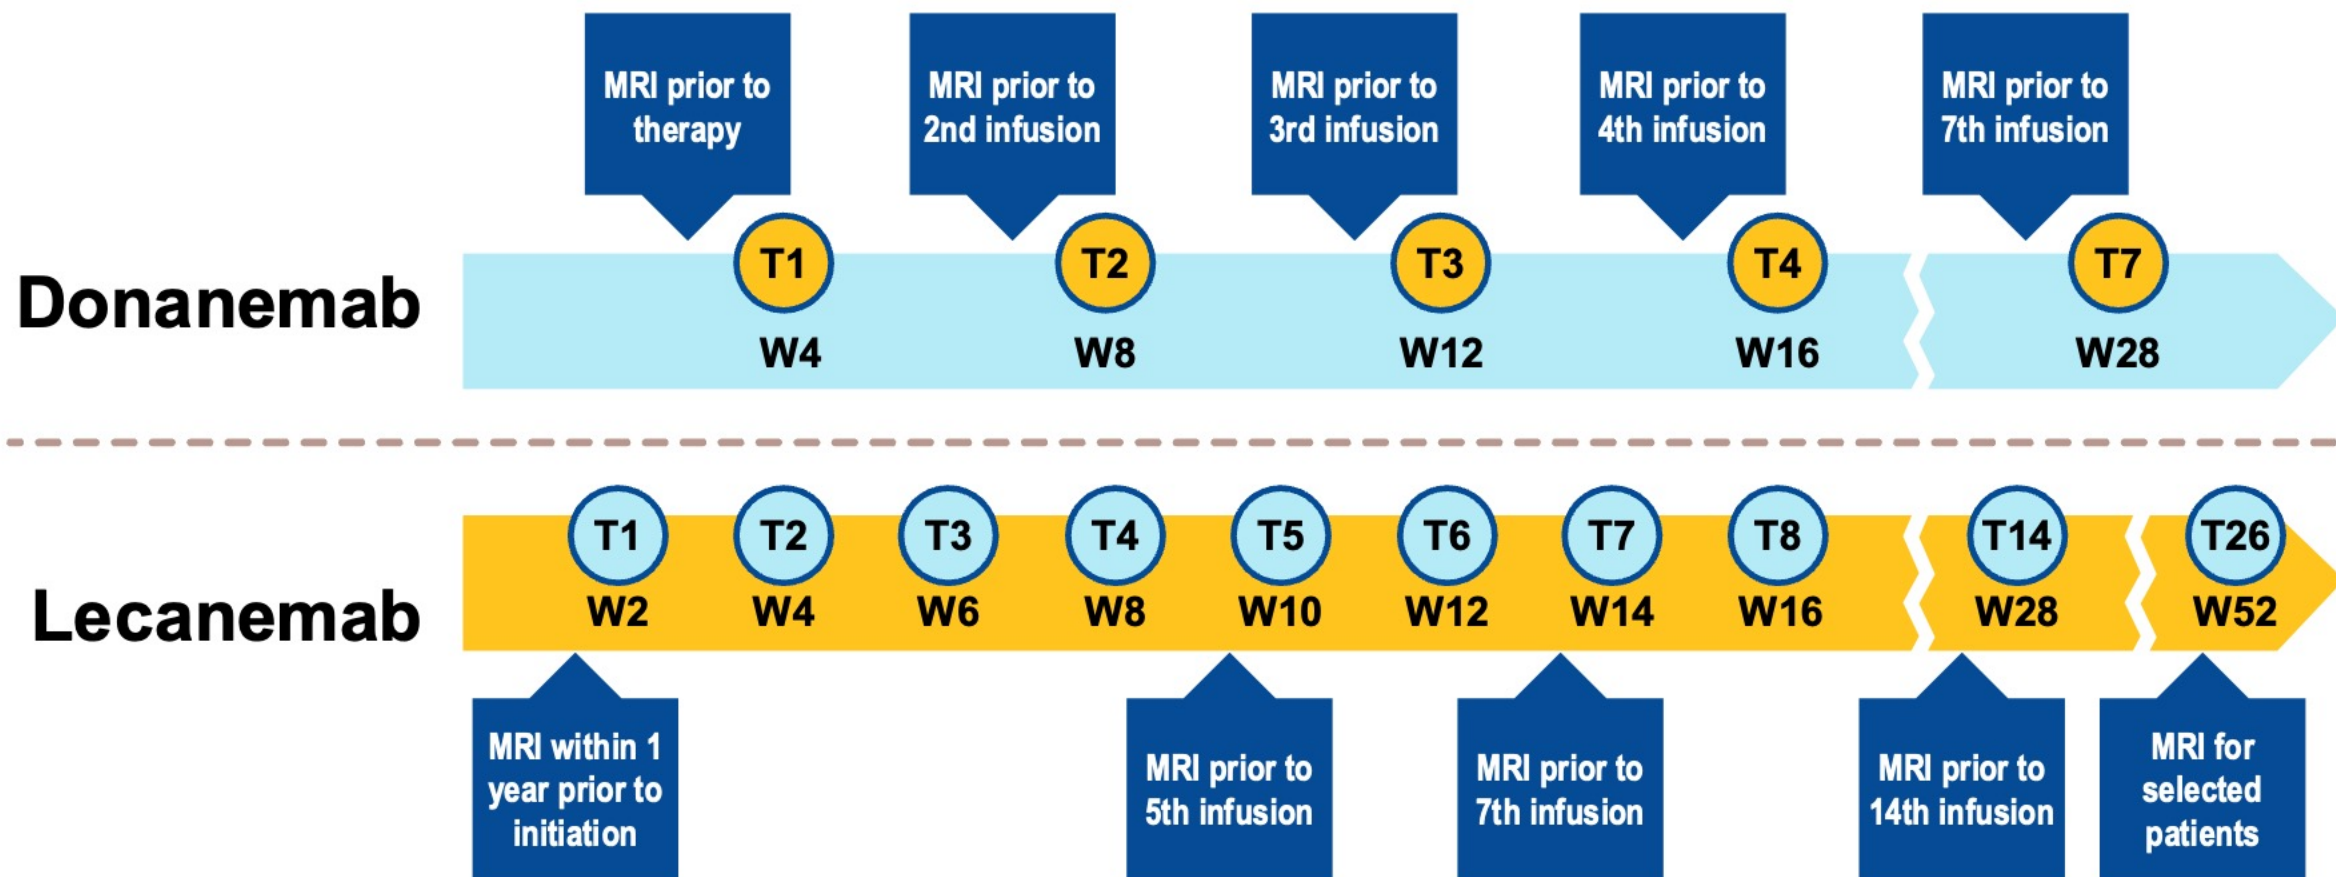 MRI prior to
therapy
MRI prior to
2nd infusion
MRI prior to
3rd infusion
MRI prior to
4th infusion
MRI prior to
7th infusion
Donanemab
T1
T2
T3
T4
T7
W4
W8
W12
W16
W28
Lecanemab
T1
T2
T3
T4
T5
T6
T7
T8
T14
T26
W2
W4
W6
W8
W10
W12
W14
W16
W28
W52
MRI within 1
year prior to
initiation
MRI prior to
5th infusion
MRI prior to
7th infusion
MRI prior to
14th infusion
MRI for
selected
patients